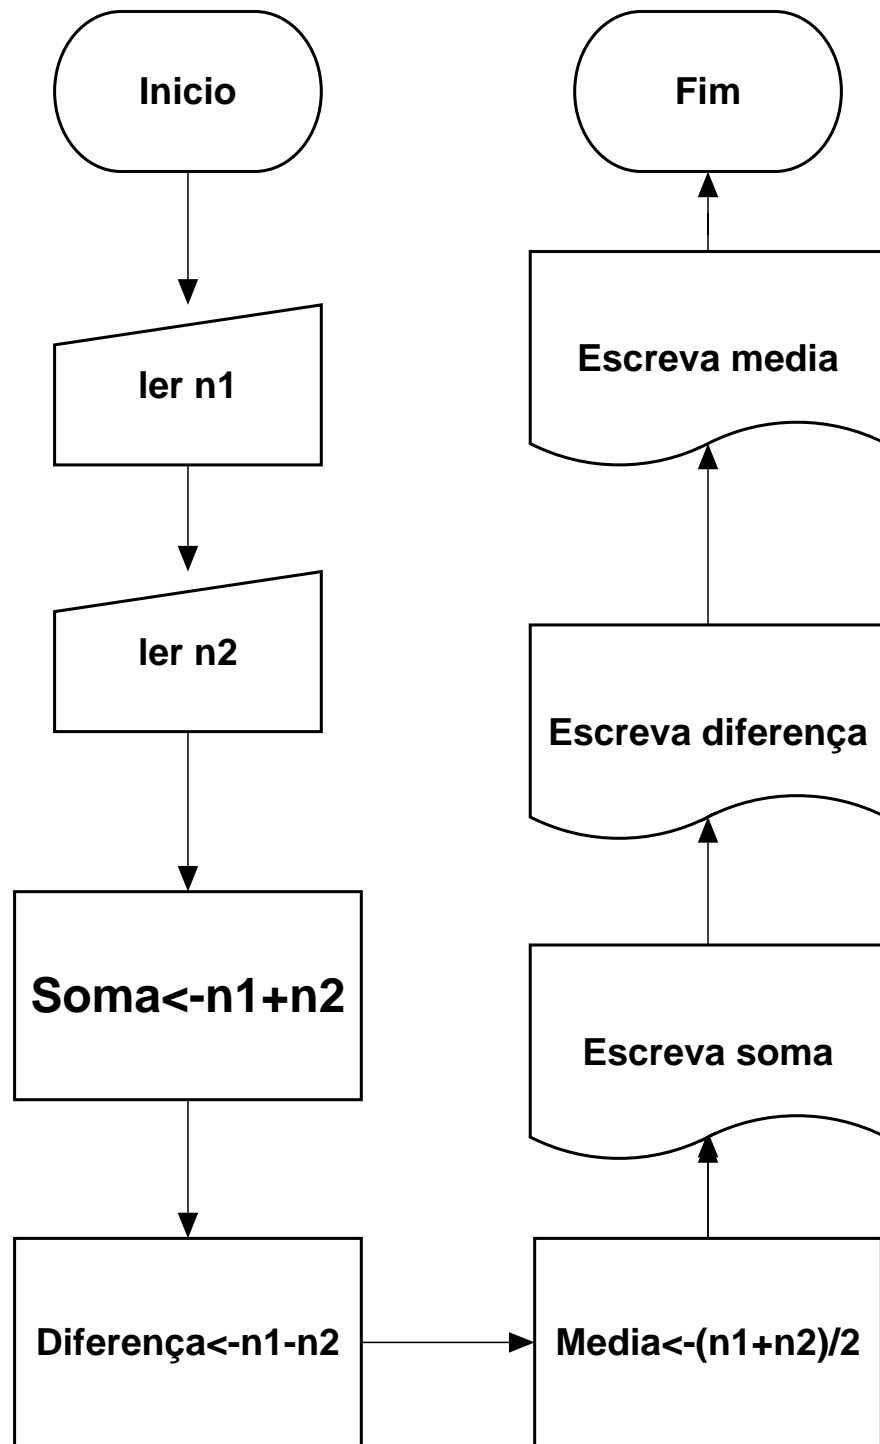 Inicio
ler n1
ler n2
Soma<-n1+n2
Diferença<-n1-n2
Media<-(n1+n2)/2
Escreva soma
Escreva diferença
Escreva media
Fim